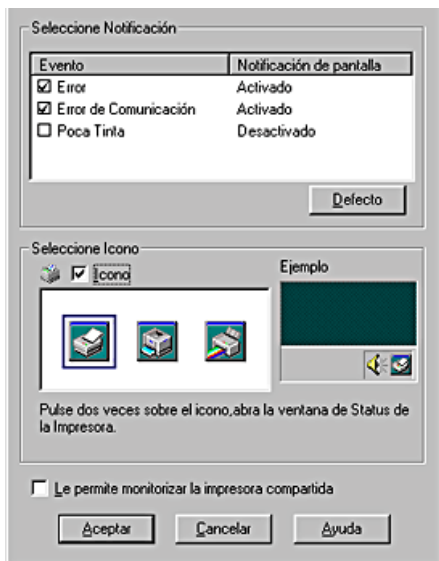 Seleccione Notificación
Evento Notificación de pantalla
Error Activado
Error de Comunicación Activado
Poca Tinta Desactivado
Defecto
Seleccione Icono
Icono
Ejemplo
Pulse dos veces sobre el icono,abra la ventana de Status de
la Impresora.
Le permite monitorizar la impresora compartida
Aceptar Cancelar Ayuda